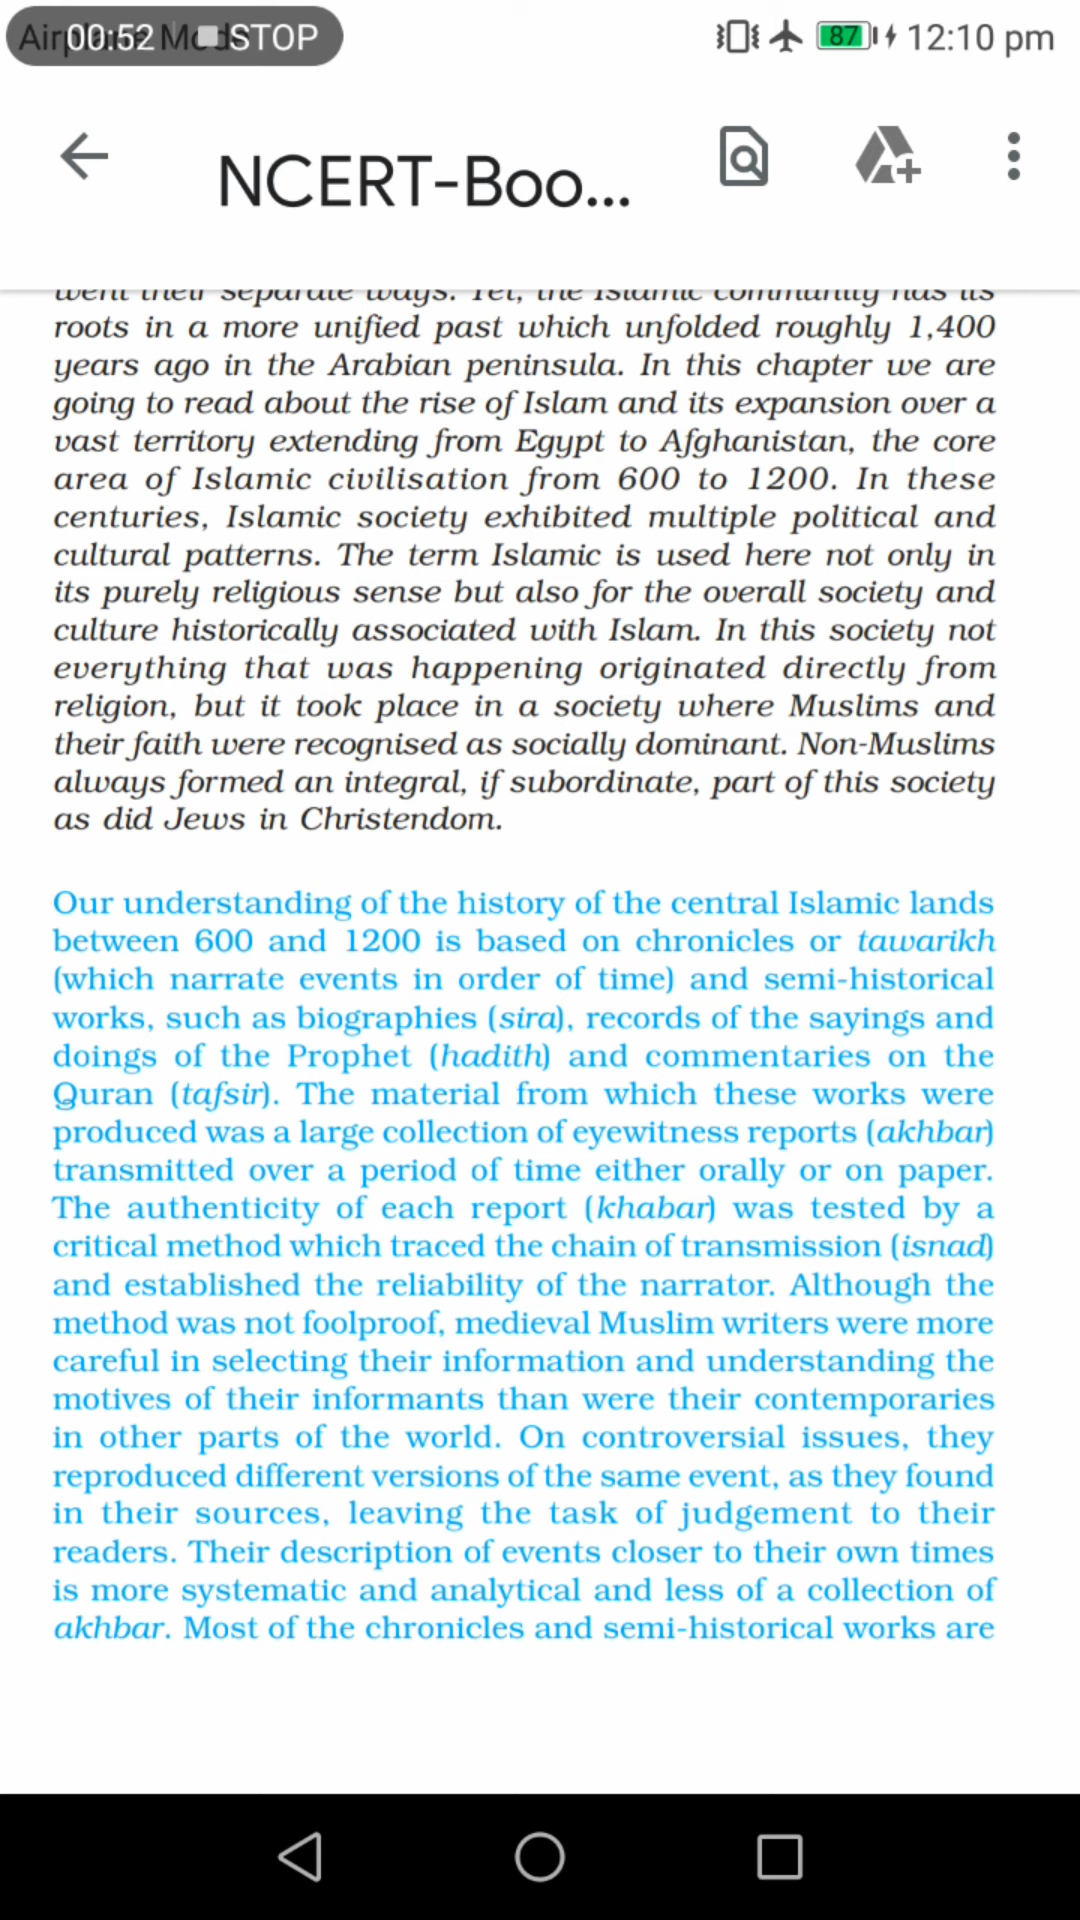 00:52 STOP
87 12:10 pm
NCERT-Boo...
went their separate ways. Yet, the Islamic community has its
roots in a more unified past which unfolded roughly 1,400
years ago in the Arabian peninsula. In this chapter we are
going to read about the rise of Islam and its expansion over a
vast territory extending from Egypt to Afghanistan, the core
area of Islamic civilisation from 600 to 1200. In these
centuries, Islamic society exhibited multiple political and
cultural patterns. The term Islamic is used here not only in
its purely religious sense but also for the overall society and
culture historically associated with Islam. In this society not
everything that was happening originated directly from
religion, but it took place in a society where Muslims and
their faith were recognised as socially dominant. Non-Muslims
always formed an integral, if subordinate, part of this society
as did Jews in Christendom.
Our understanding of the history of the central Islamic lands
between 600 and 1200 is based on chronicles or tawarikh
(which narrate events in order of time) and semi-historical
works, such as biographies (sira), records of the sayings and
doings of the Prophet (hadith) and commentaries on the
Quran (tafsir). The material from which these works were
produced was a large collection of eyewitness reports (akhbar)
transmitted over a period of time either orally or on paper.
The authenticity of each report (khabar) was tested by a
critical method which traced the chain of transmission (isnad)
and established the reliability of the narrator. Although the
method was not foolproof, medieval Muslim writers were more
careful in selecting their information and understanding the
motives of their informants than were their contemporaries
in other parts of the world. On controversial issues, they
reproduced different versions of the same event, as they found
in their sources, leaving the task of judgement to their
readers. Their description of events closer to their own times
is more systematic and analytical and less of a collection of
akhbar. Most of the chronicles and semi-historical works are